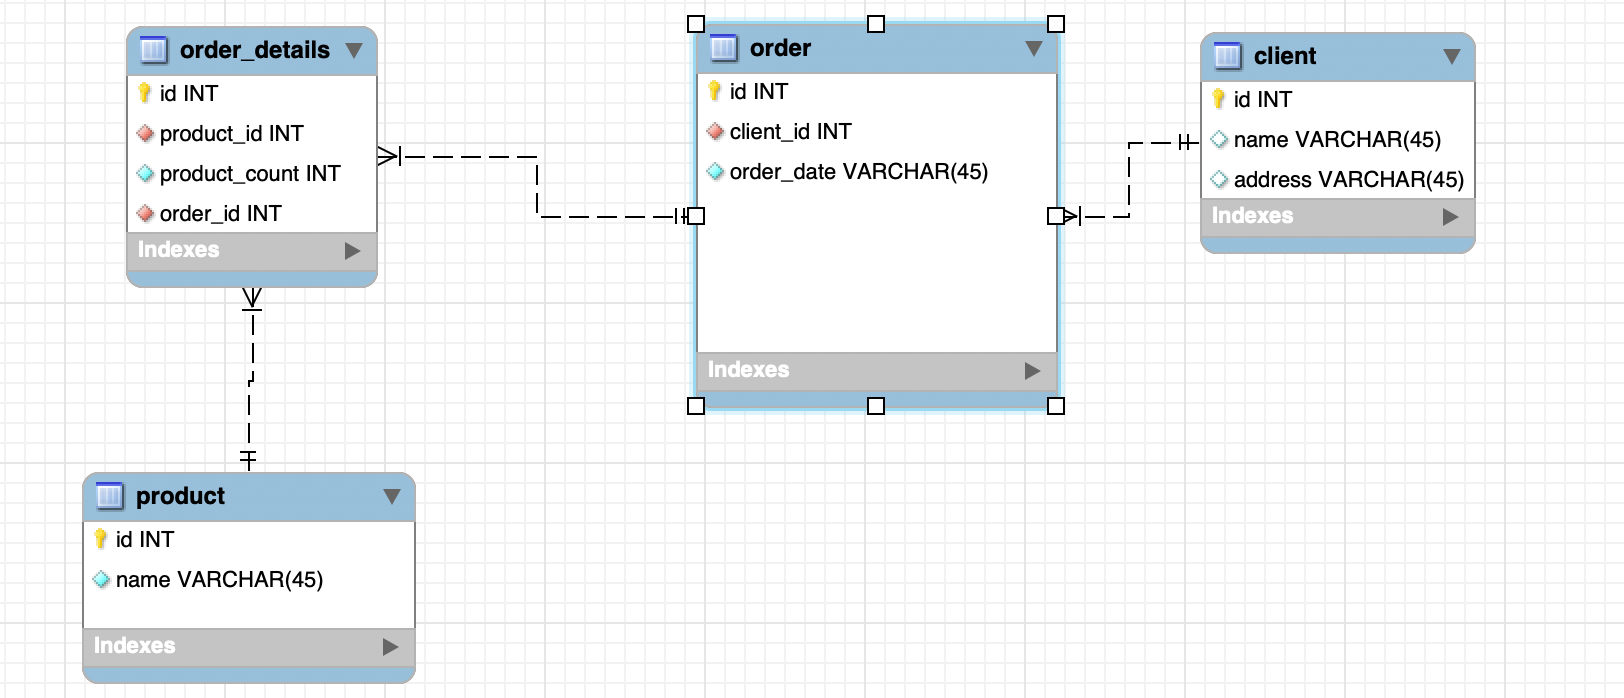 order_details
id INT
product_id INT
product_count INT
order_id INT
Indexes
order
id INT
client_id INT
order_date VARCHAR(45)
Indexes
client
id INT
name VARCHAR(45)
address VARCHAR(45)
Indexes
product
id INT
name VARCHAR(45)
Indexes